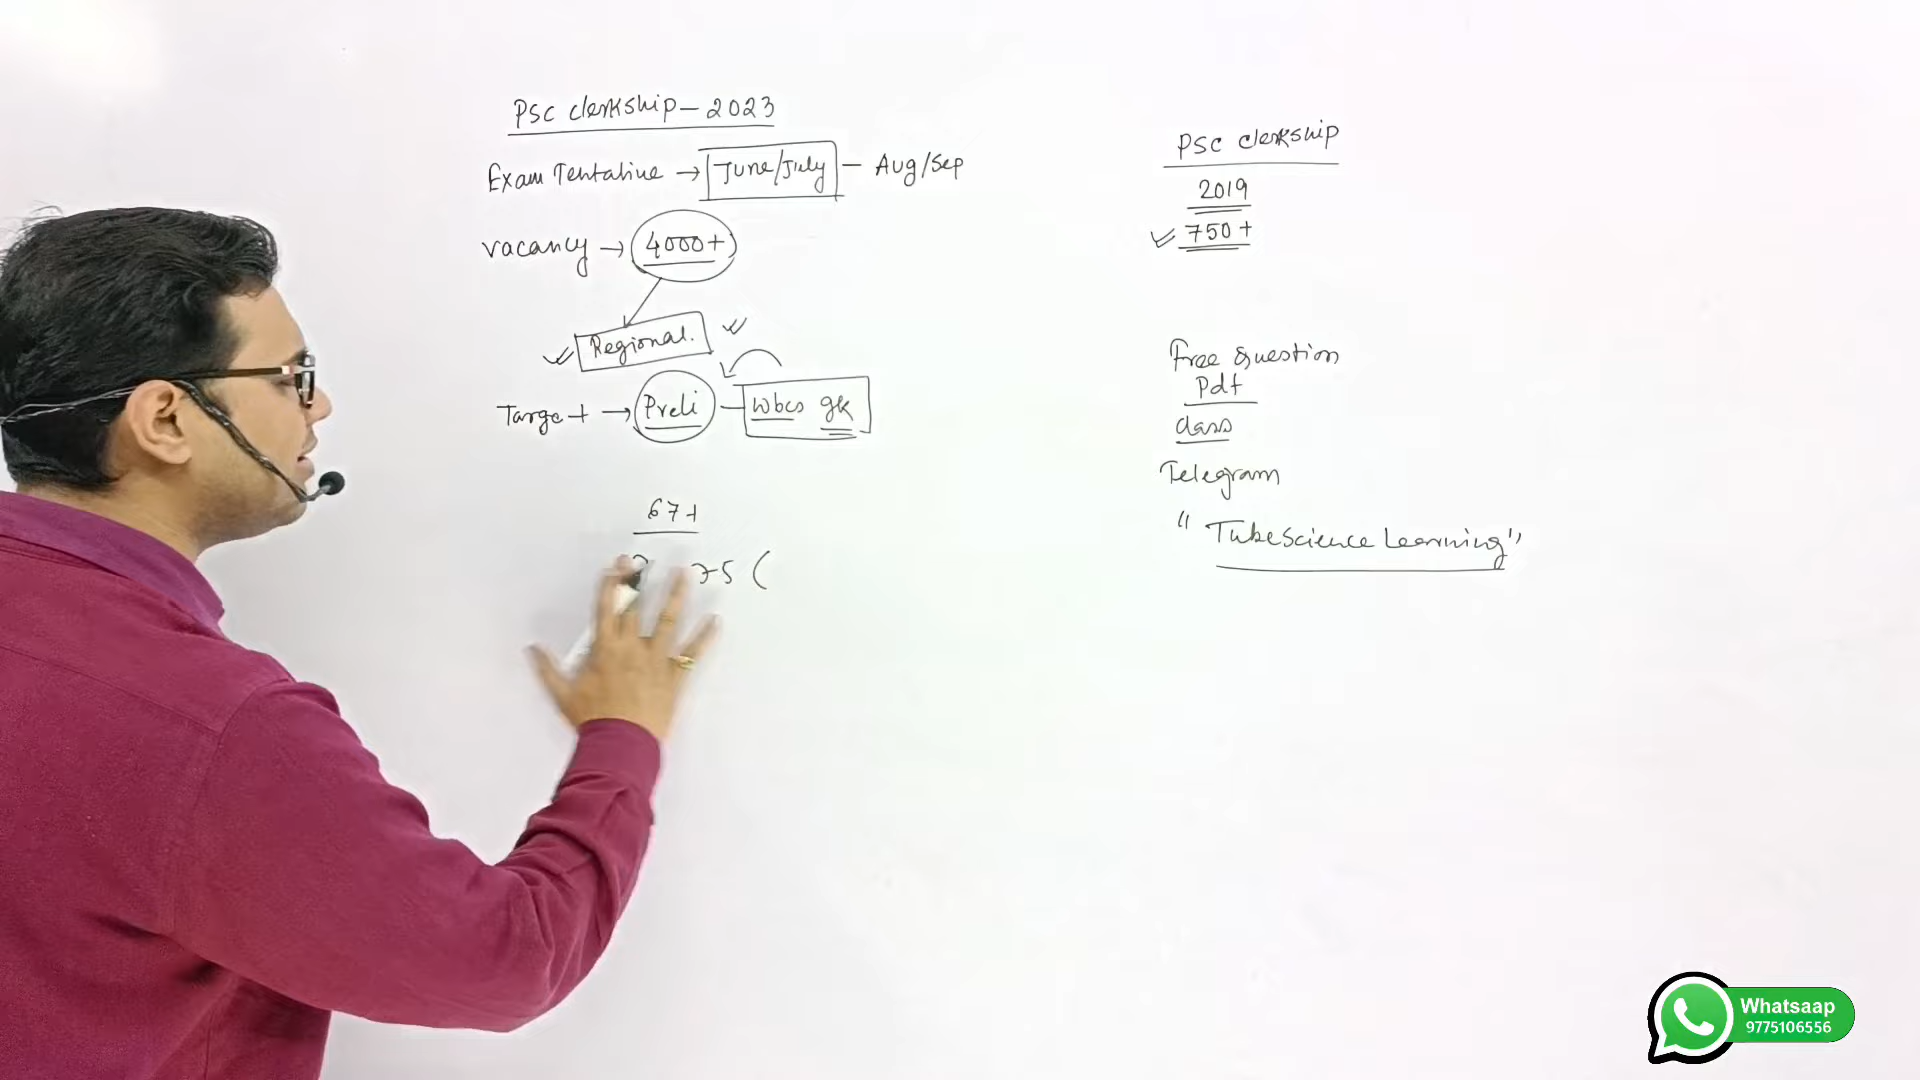 PSC clerkship - 2023
Exam Tentative → June/July - Aug/Sep
vacancy → 4000+
Regional.
Target → Preli - Wbcs gk
67+
75 (
PSC clerkship
2019
750+
Free Question
Pdf
class
Telegram
"TubeScience Learning"
Whatsaap
9775106556